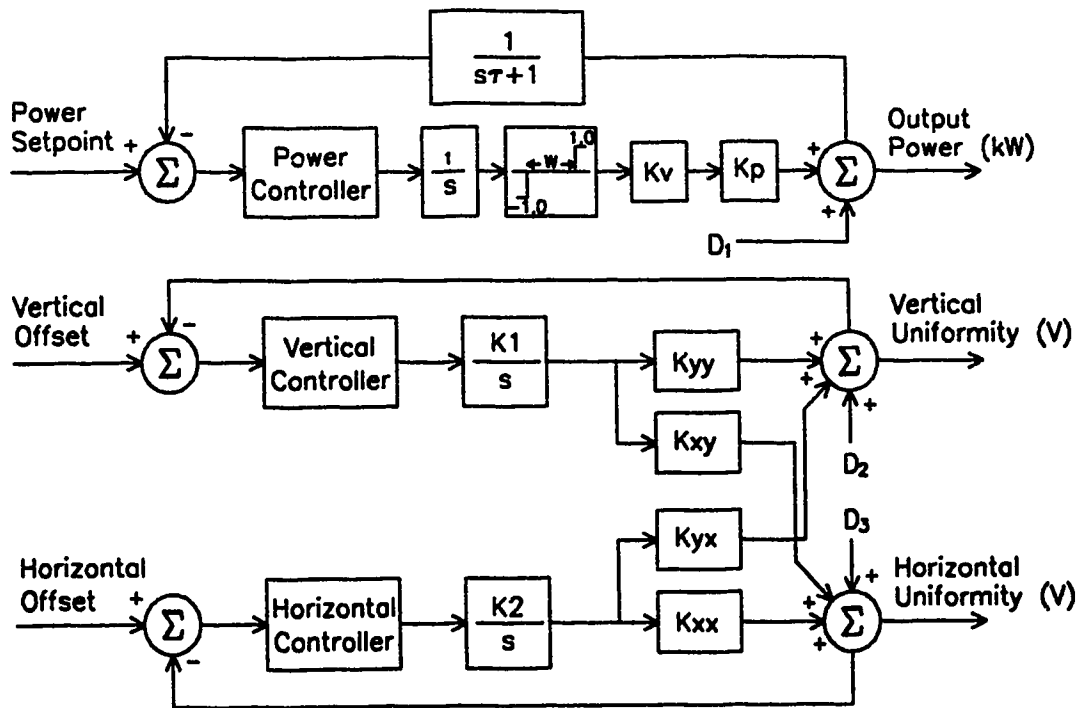 1
sτ+1
Power
Setpoint
+
-
Σ
Power
Controller
1
s
W
1.0
-1.0
Kv
Kp
+
Σ
+
D₁
Output
Power (kW)
Vertical
Offset
+
-
Σ
Vertical
Controller
K1
s
Kyy
Kxy
+
+
Σ
+
D₂
Vertical
Uniformity (V)
Horizontal
Offset
+
-
Σ
Horizontal
Controller
K2
s
Kyx
Kxx
D₃
+
+
+
Σ
Horizontal
Uniformity (V)